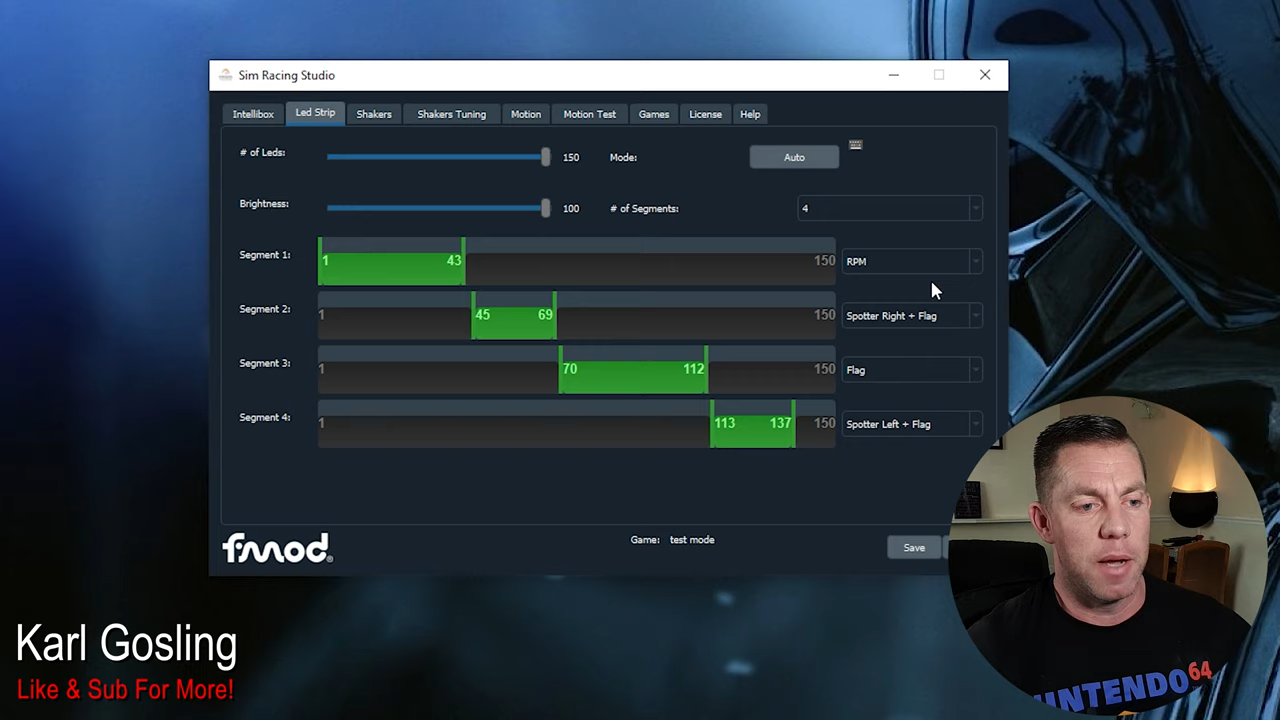 Sim Racing Studio
Intellibox Led Strip Shakers Shakers Tuning Motion Motion Test Games License Help
# of Leds: 150 Mode: Auto
Brightness: 100 # of Segments: 4
Segment 1: 1 43 150 RPM
Segment 2: 1 45 69 150 Spotter Right + Flag
Segment 3: 1 70 112 150 Flag
Segment 4: 1 113 137 150 Spotter Left + Flag
fmod
Game: test mode
Save
Karl Gosling
Like & Sub For More!
NINTENDO64